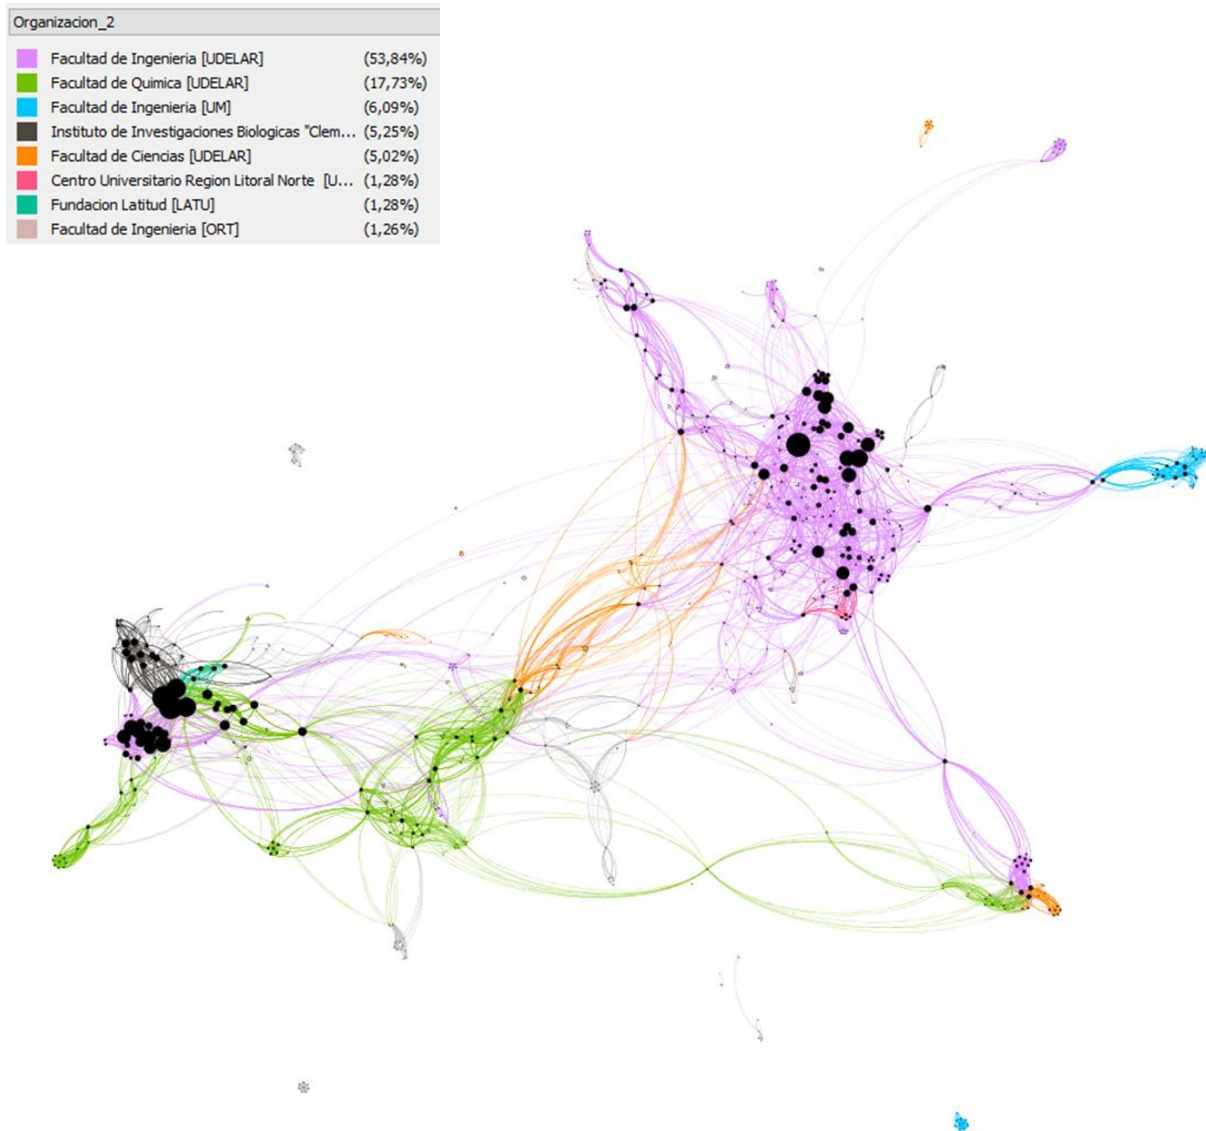 Organizacion_2
Facultad de Ingenieria [UDELAR] (53,84%)
Facultad de Quimica [UDELAR] (17,73%)
Facultad de Ingenieria [UM] (6,09%)
Instituto de Investigaciones Biologicas "Clem... (5,25%)
Facultad de Ciencias [UDELAR] (5,02%)
Centro Universitario Region Litoral Norte [U... (1,28%)
Fundacion Latitud [LATU] (1,28%)
Facultad de Ingenieria [ORT] (1,26%)